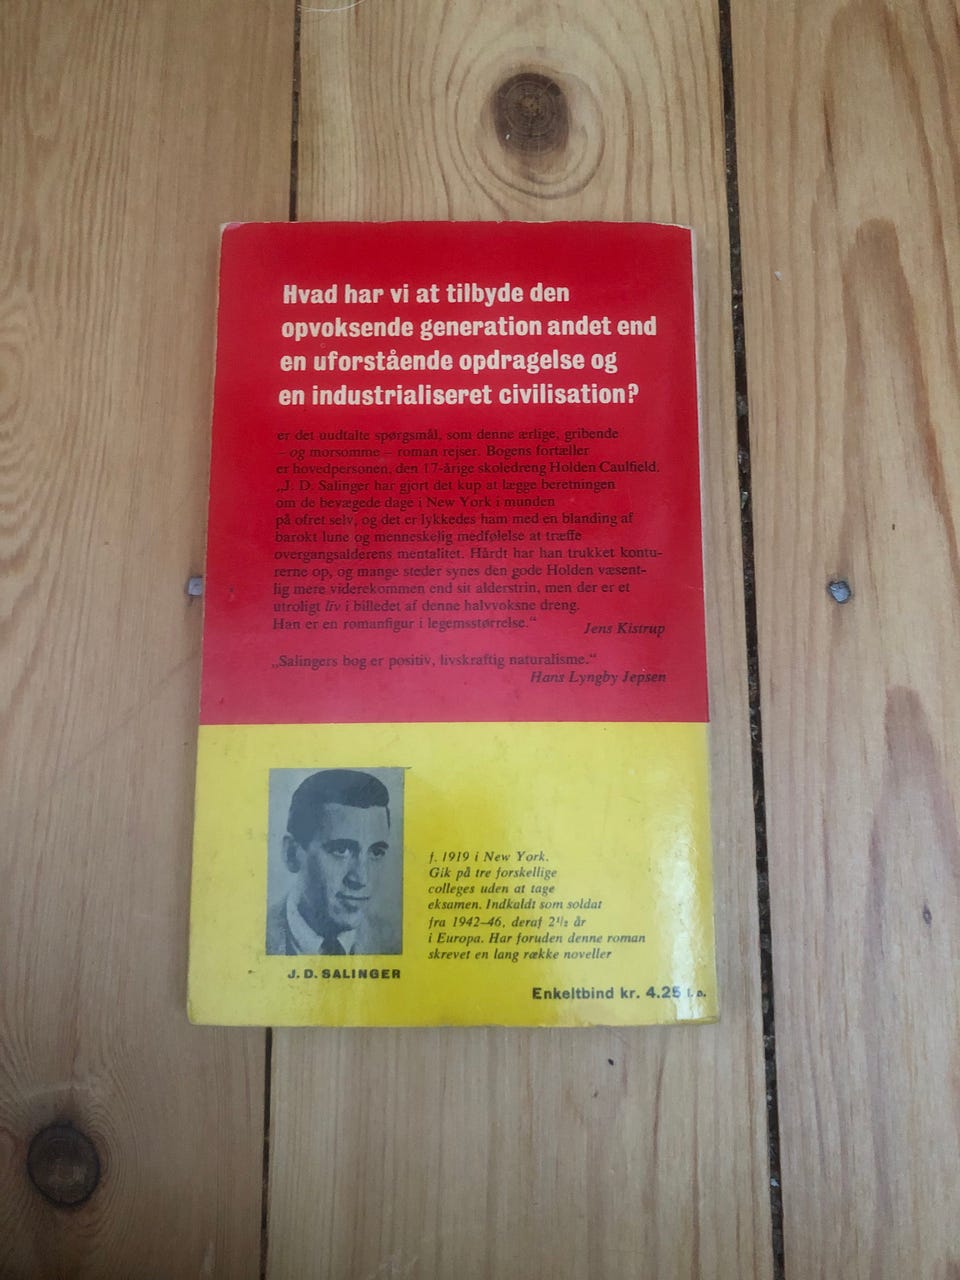 Hvad har vi at tilbyde den
opvoksende generation andet end
en uforstående opdragelse og
en industrialiseret civilisation?
er det uudtalte spørgsmål, som denne ærlige, gribende
– og morsomme – roman rejser. Bogens fortæller
er hovedpersonen, den 17-årige skoledreng Holden Caulfield.
„J. D. Salinger har gjort det kup at lægge beretningen
om de bevægede dage i New York i munden
på ofret selv, og det er lykkedes ham med en blanding af
barokt lune og menneskelig medfølelse at træffe
overgangsalderens mentalitet. Hårdt har han trukket kontu-
rerne op, og mange steder synes den gode Holden væsent-
lig mere viderekommen end sit alderstrin, men der er et
utroligt liv i billedet af denne halvvoksne dreng.
Han er en romanfigur i legemsstørrelse.“
Jens Kistrup
„Salingers bog er positiv, livskraftig naturalisme.“
Hans Lyngby Jepsen
f. 1919 i New York.
Gik på tre forskellige
colleges uden at tage
eksamen. Indkaldt som soldat
fra 1942–46, deraf 2½ år
i Europa. Har foruden denne roman
skrevet en lang række noveller
J. D. SALINGER
Enkeltbind kr. 4.25